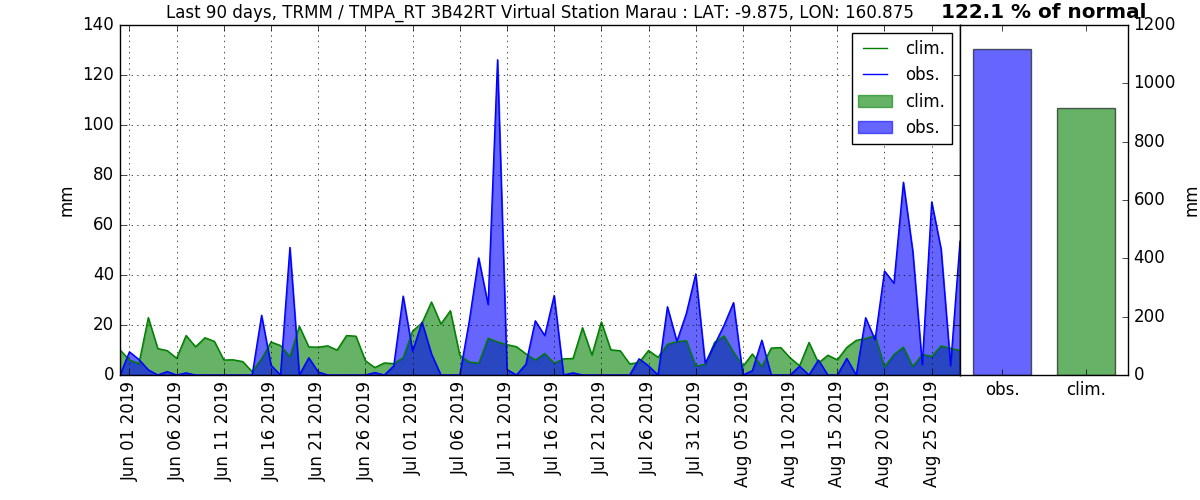 Last 90 days, TRMM / TMPA_RT 3B42RT Virtual Station Marau : LAT: -9.875, LON: 160.875
122.1 % of normal
140
120
100
80
60
40
20
0
mm
clim.
obs.
clim.
obs.
Jun 01 2019
Jun 06 2019
Jun 11 2019
Jun 16 2019
Jun 21 2019
Jun 26 2019
Jul 01 2019
Jul 06 2019
Jul 11 2019
Jul 16 2019
Jul 21 2019
Jul 26 2019
Jul 31 2019
Aug 05 2019
Aug 10 2019
Aug 15 2019
Aug 20 2019
Aug 25 2019
1200
1000
800
600
400
200
0
mm
obs.
clim.